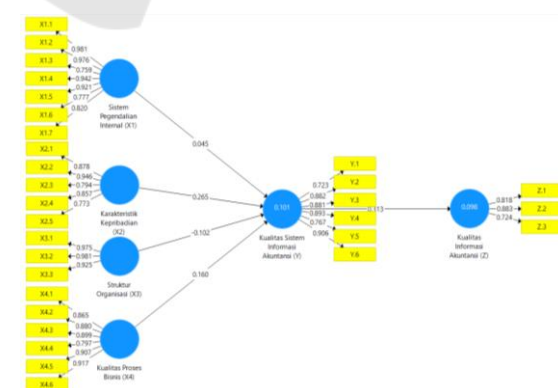 X1.1
X1.2
X1.3
X1.4
X1.5
X1.6
X1.7
0.981
0.976
0.759
0.942
0.921
0.777
0.820
Sistem
Pegendalian
Internal (X1)
0.045
X2.1
X2.2
X2.3
X2.4
X2.5
0.878
0.946
0.794
0.857
0.773
Karakteristik
Kepribadian
(X2)
0.265
X3.1
X3.2
X3.3
0.975
0.981
0.925
Struktur
Organisasi (X3)
-0.102
X4.1
X4.2
X4.3
X4.4
X4.5
X4.6
0.865
0.880
0.899
0.797
0.907
0.917
Kualitas Proses
Bisnis (X4)
0.160
0.101
Kualitas Sistem
Informasi
Akuntansi (Y)
Y.1
Y.2
Y.3
Y.4
Y.5
Y.6
0.723
0.882
0.881
0.893
0.767
0.906
0.096
Kualitas
Informasi
Akuntansi (Z)
0.818
0.883
0.724
Z.1
Z.2
Z.3